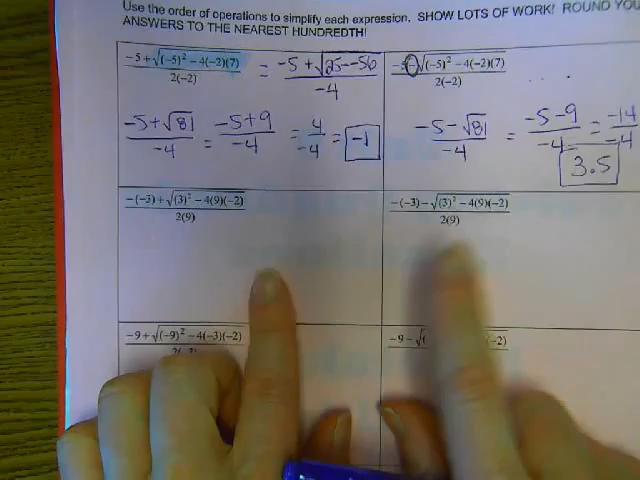 Use the order of operations to simplify each expression. SHOW LOTS OF WORK! ROUND YOU
ANSWERS TO THE NEAREST HUNDREDTH!
−5+√((−5)²−4(−2)(7)) / 2(−2) = −5+√(25−−56) / −4
−5+√81 / −4 = −5+9 / −4 = 4 / −4 = −1
−5−√((−5)²−4(−2)(7)) / 2(−2)
−5−√81 / −4 = −5−9 / −4 = −14 / −4
3.5
−(−3)+√((3)²−4(9)(−2)) / 2(9)
−(−3)−√((3)²−4(9)(−2)) / 2(9)
−9+√((−9)²−4(−3)(−2))
−9−√( (−2)